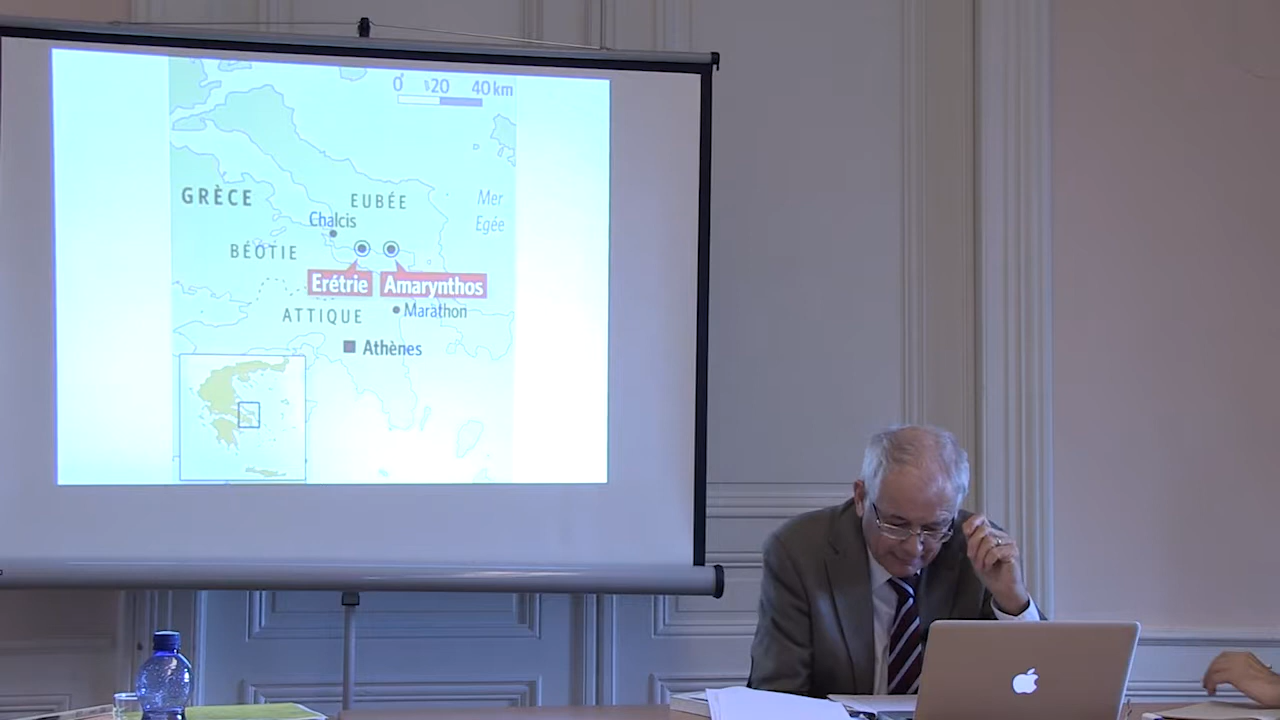 0 20 40 km
GRÈCE
EUBÉE
Mer
Egée
Chalcis
BÉOTIE
Erétrie
Amarynthos
ATTIQUE
Marathon
Athènes